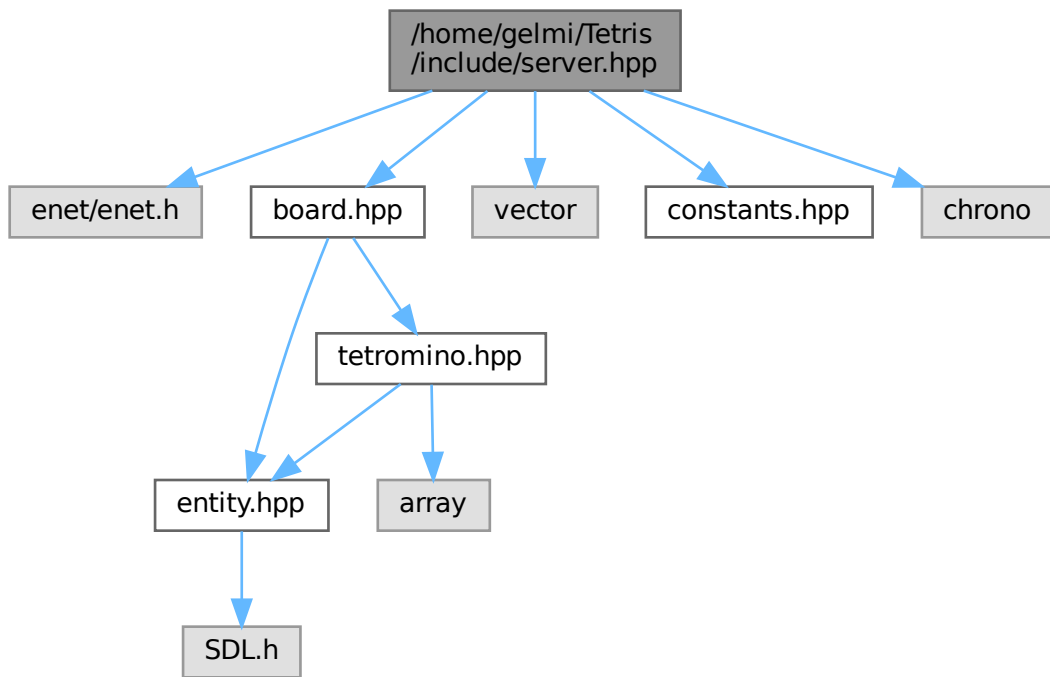 /home/gelmi/Tetris
/include/server.hpp
enet/enet.h
board.hpp
vector
constants.hpp
chrono
tetromino.hpp
entity.hpp
array
SDL.h